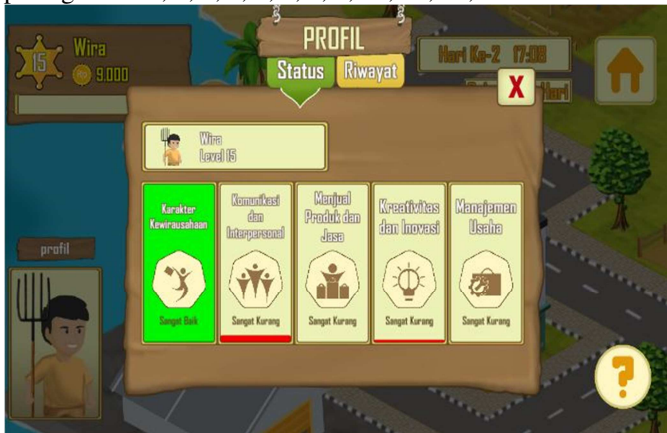 PROFIL
Status
Riwayat
15
Wira
9.000
Hari Ke-2 17:08
Hari
X
Wira
Level 15
Karakter
Kewirausahaan
Sangat Baik
Komunikasi
dan
Interpersonal
Sangat Kurang
Menjual
Produk dan
Jasa
Sangat Kurang
Kreativitas
dan Inovasi
Sangat Kurang
Manajemen
Usaha
Sangat Kurang
profil
?